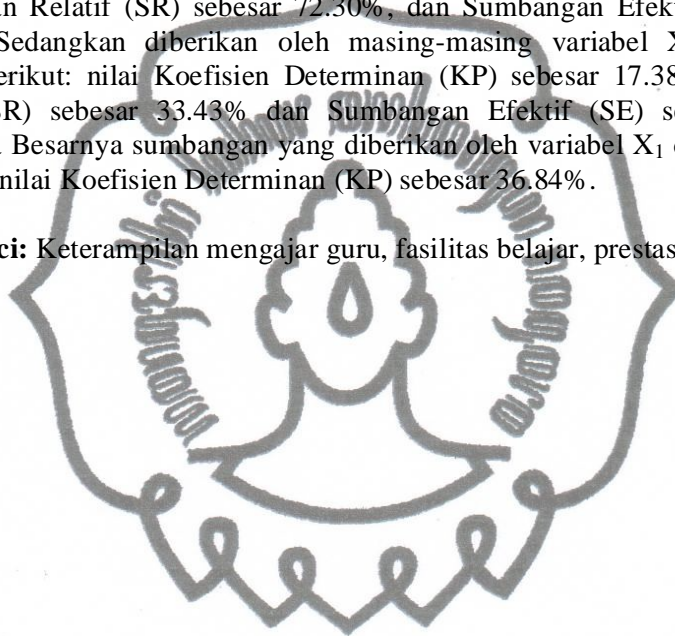 n Relatif (SR) sebesar 72.30%, dan Sumbangan Efekt
Sedangkan diberikan oleh masing-masing variabel X
erikut: nilai Koefisien Determinan (KP) sebesar 17.38
SR) sebesar 33.43% dan Sumbangan Efektif (SE) se
Besarnya sumbangan yang diberikan oleh variabel X₁
nilai Koefisien Determinan (KP) sebesar 36.84%.
ci: Keterampilan mengajar guru, fasilitas belajar, prestas